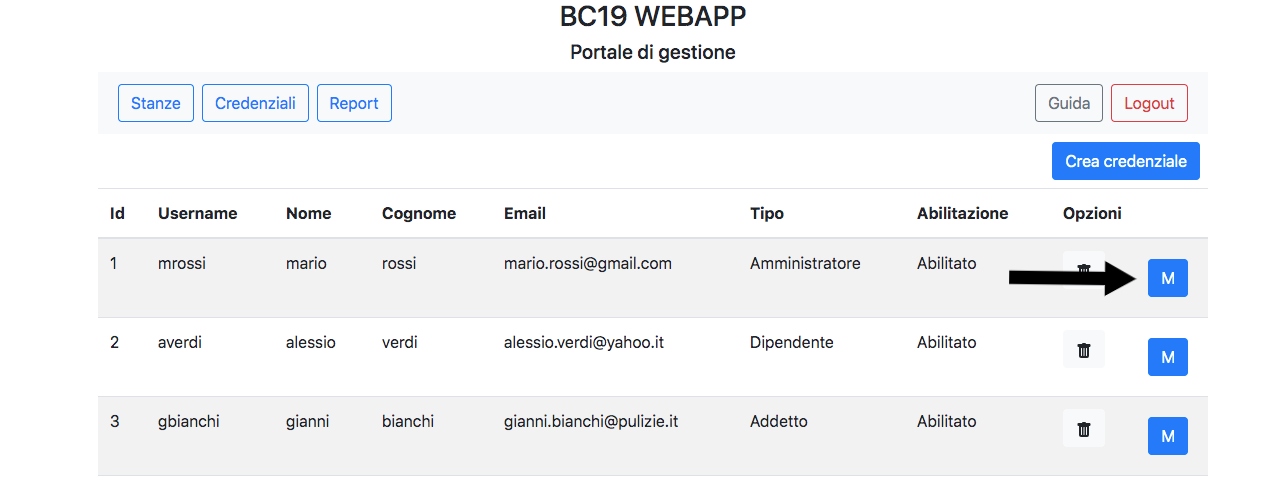 BC19 WEBAPP
Portale di gestione
Stanze Credenziali Report Guida Logout
Crea credenziale
Id Username Nome Cognome Email Tipo Abilitazione Opzioni
1 mrossi mario rossi mario.rossi@gmail.com Amministratore Abilitato M
2 averdi alessio verdi alessio.verdi@yahoo.it Dipendente Abilitato M
3 gbianchi gianni bianchi gianni.bianchi@pulizie.it Addetto Abilitato M